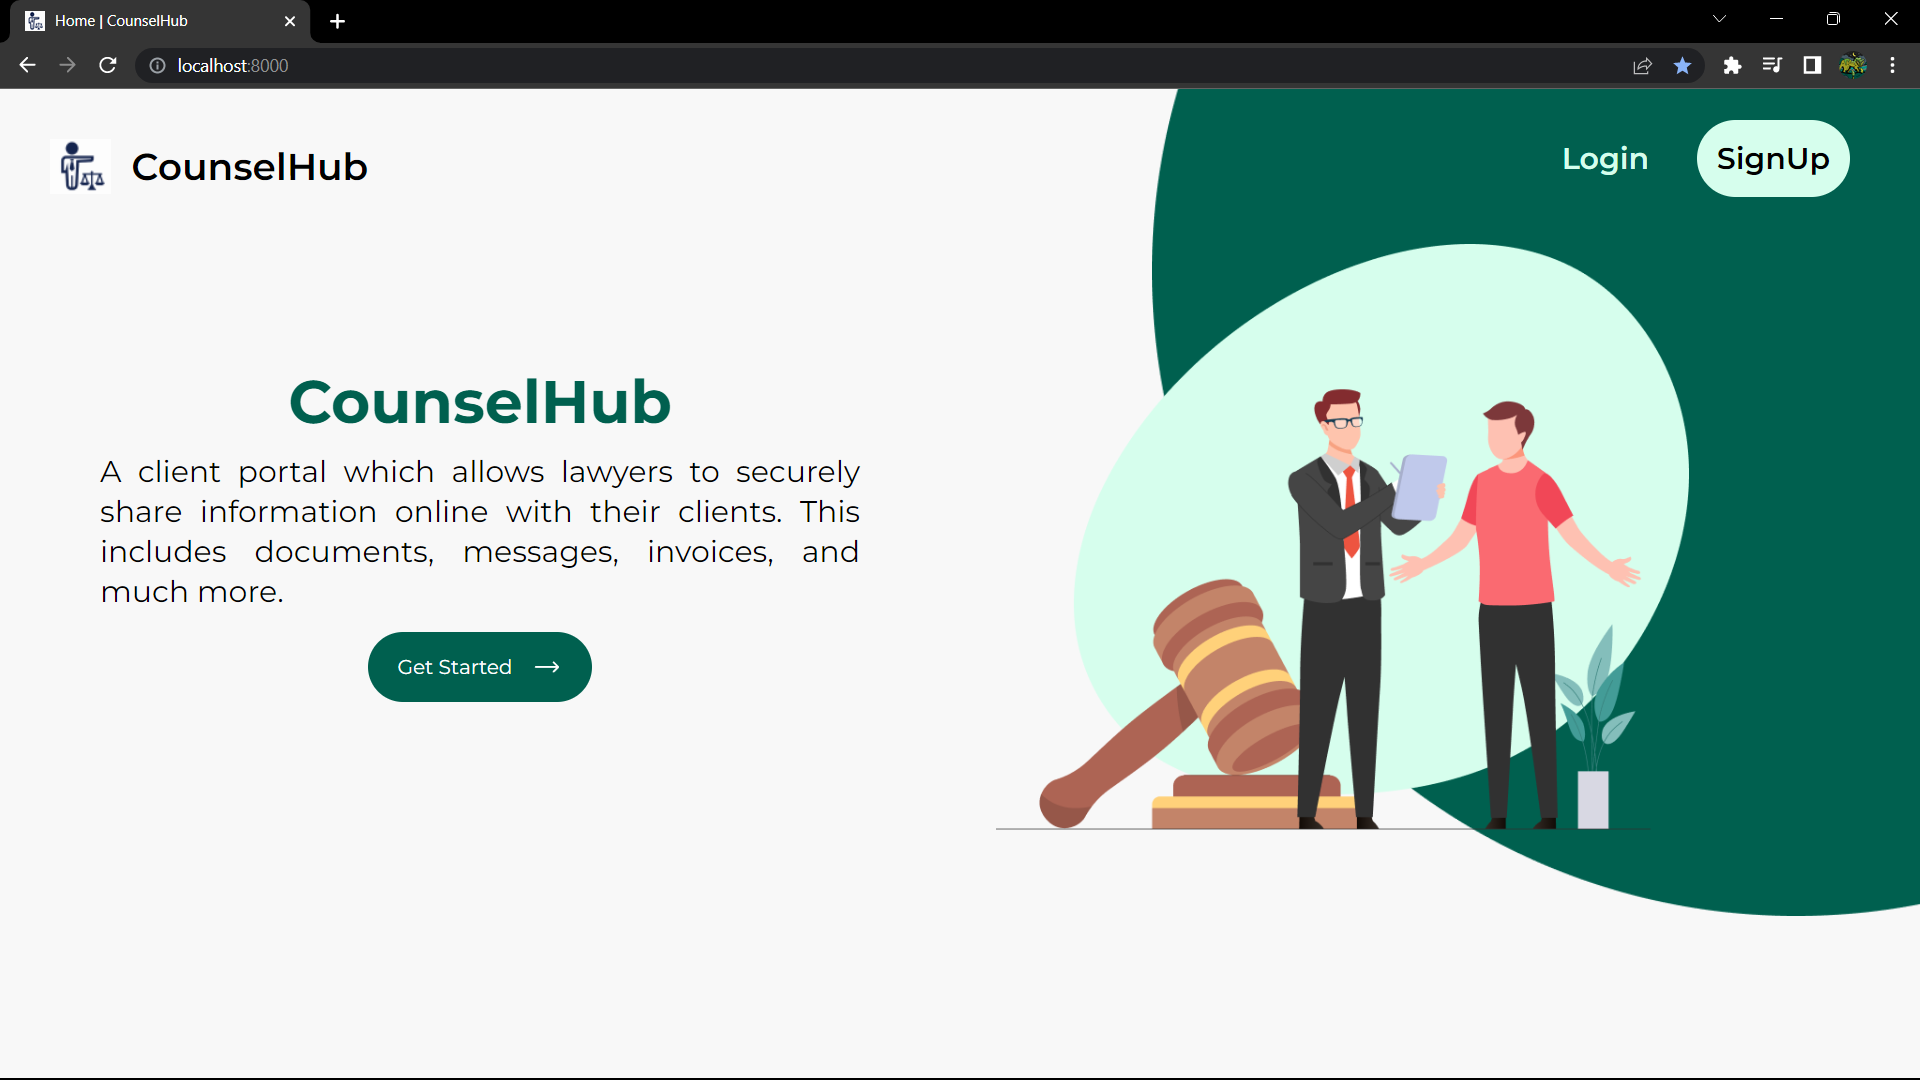 Home | CounselHub
localhost:8000
CounselHub
Login
SignUp
CounselHub
A client portal which allows lawyers to securely
share information online with their clients. This
includes documents, messages, invoices, and
much more.
Get Started